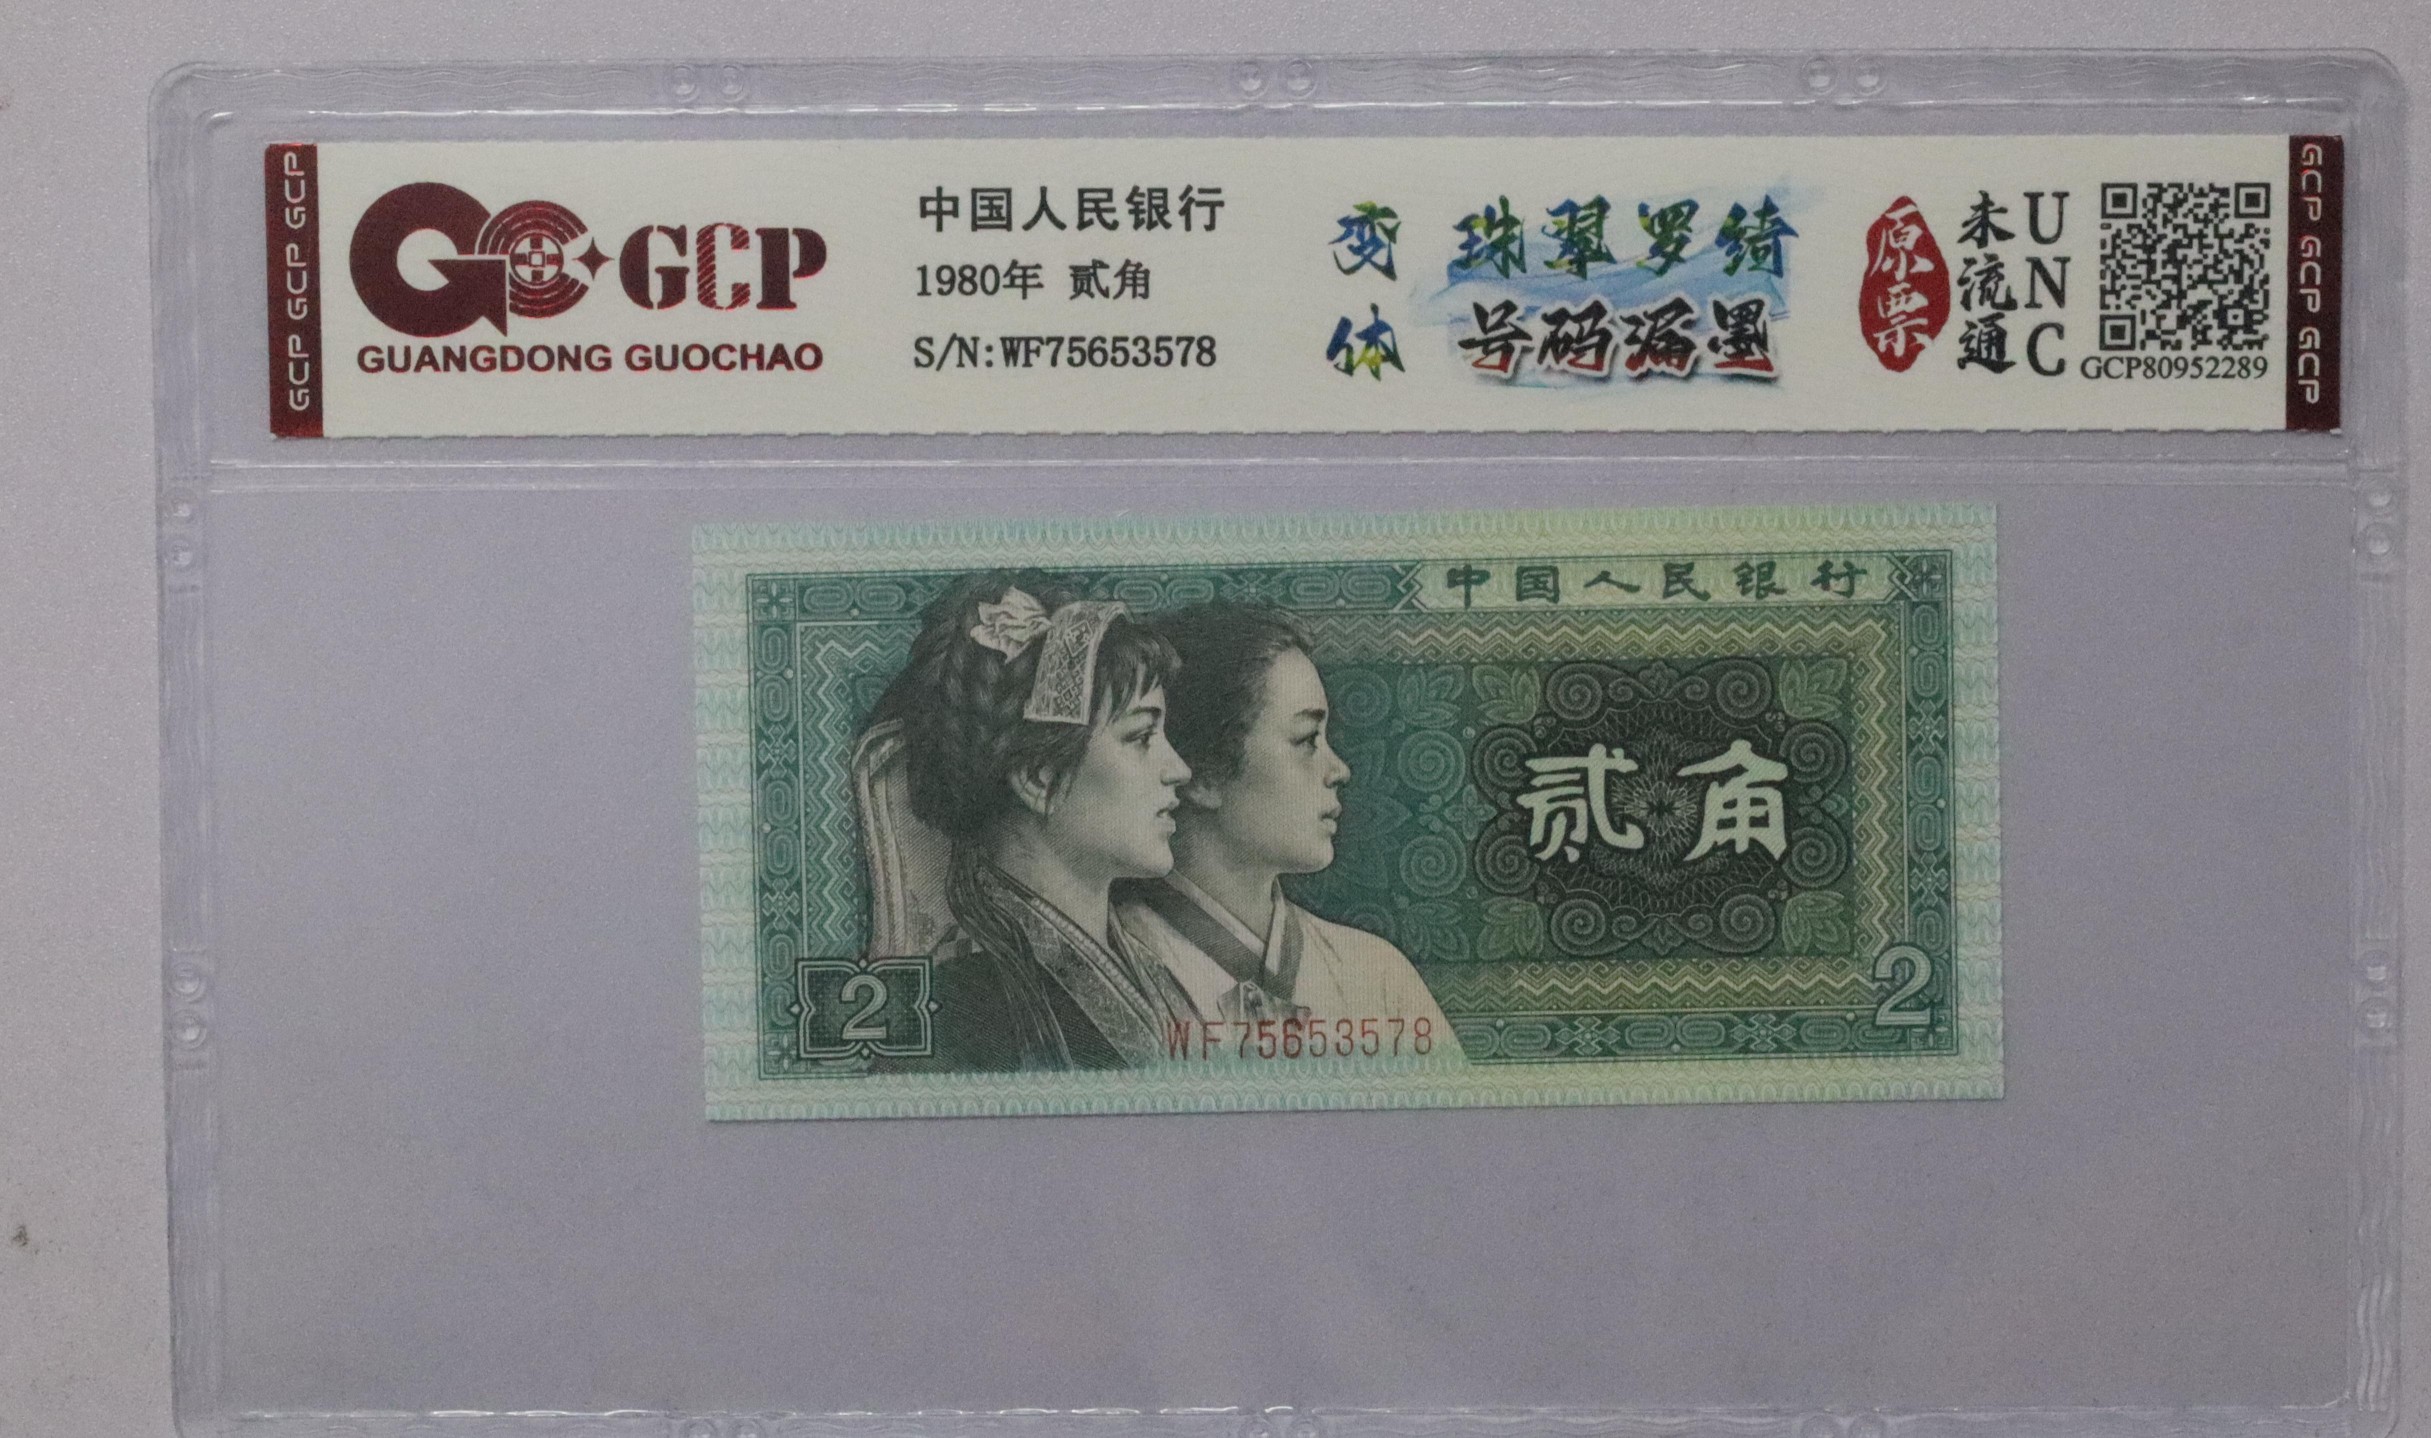 GCP GCP GCP
GCP
GUANGDONG GUOCHAO
中国人民银行
1980年 贰角
S/N:WF75653578
变体
珠翠罗绮
号码漏墨
原票
未流通
UNC
GCP80952289
GCP GCP GCP
中国人民银行
贰角
2
2
WF75653578